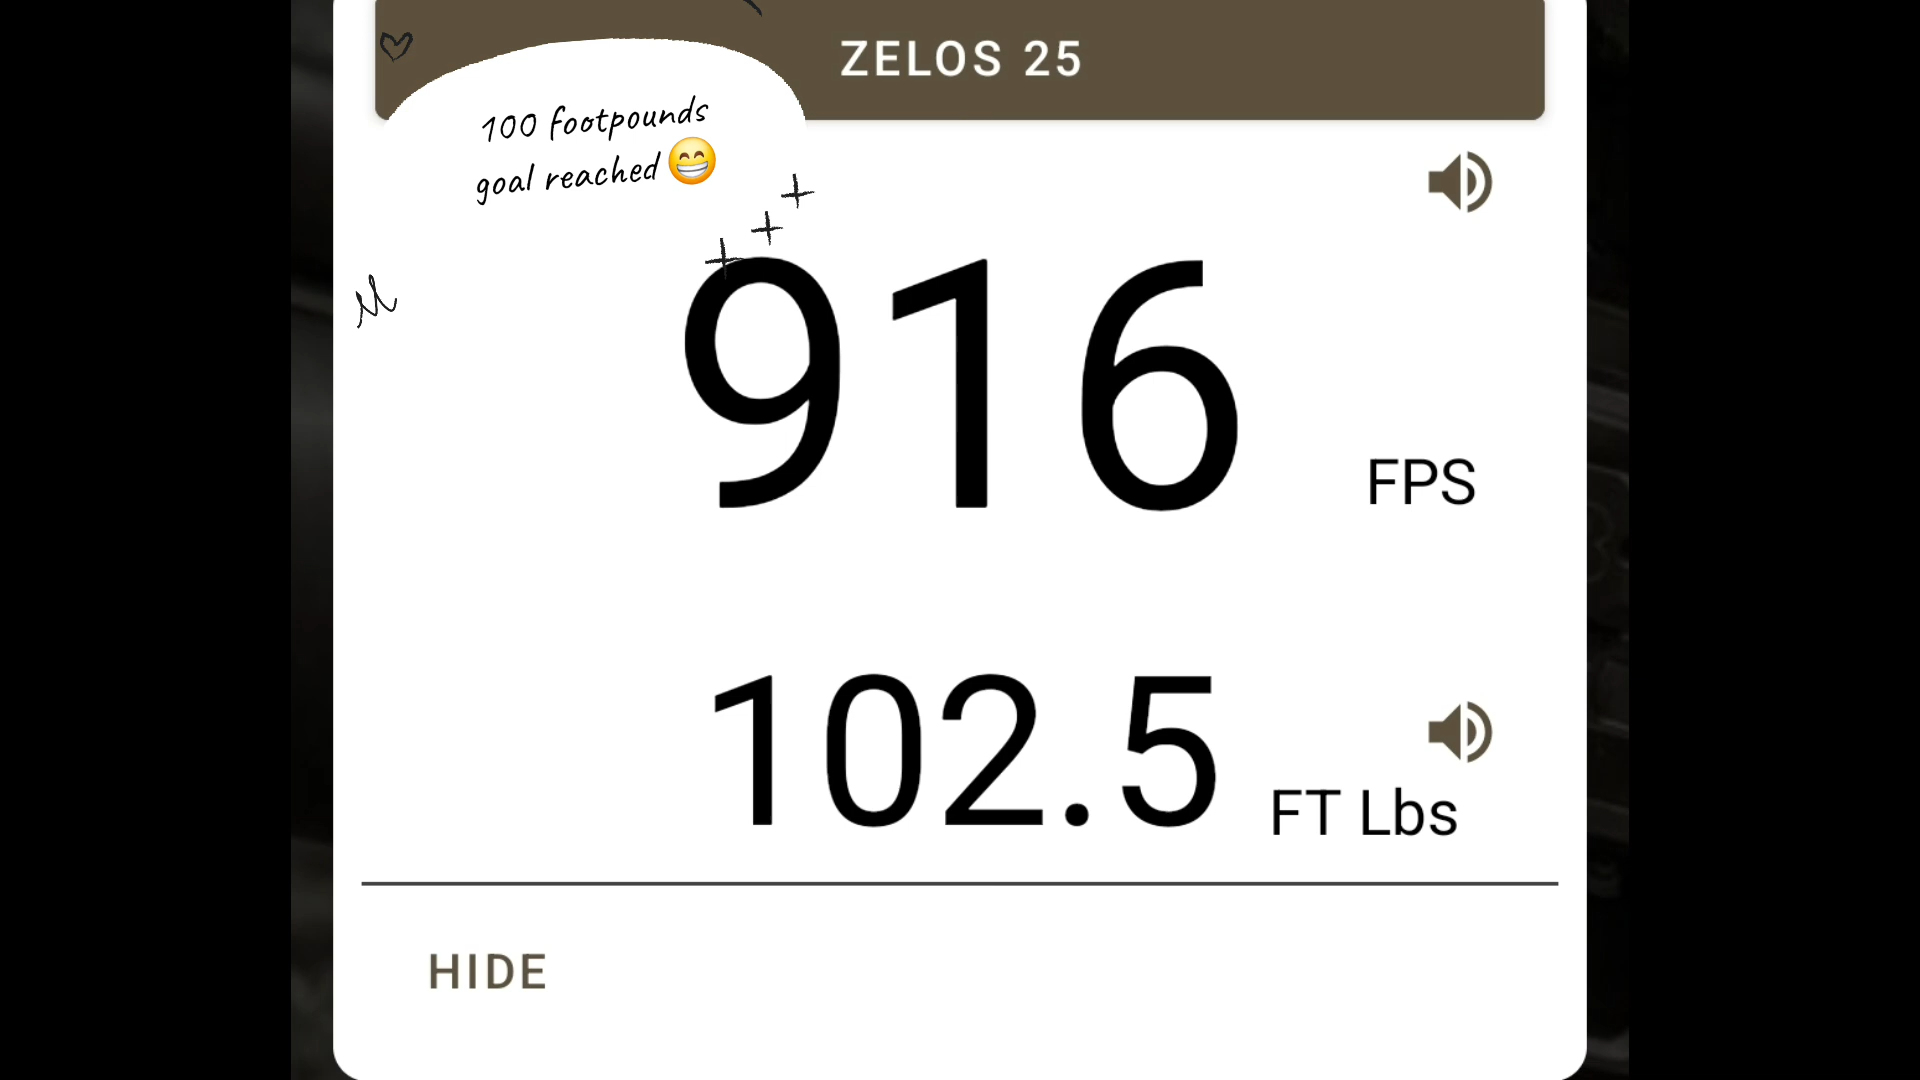 ZELOS 25
100 footpounds
goal reached 😁
916
FPS
102.5
FT Lbs
HIDE